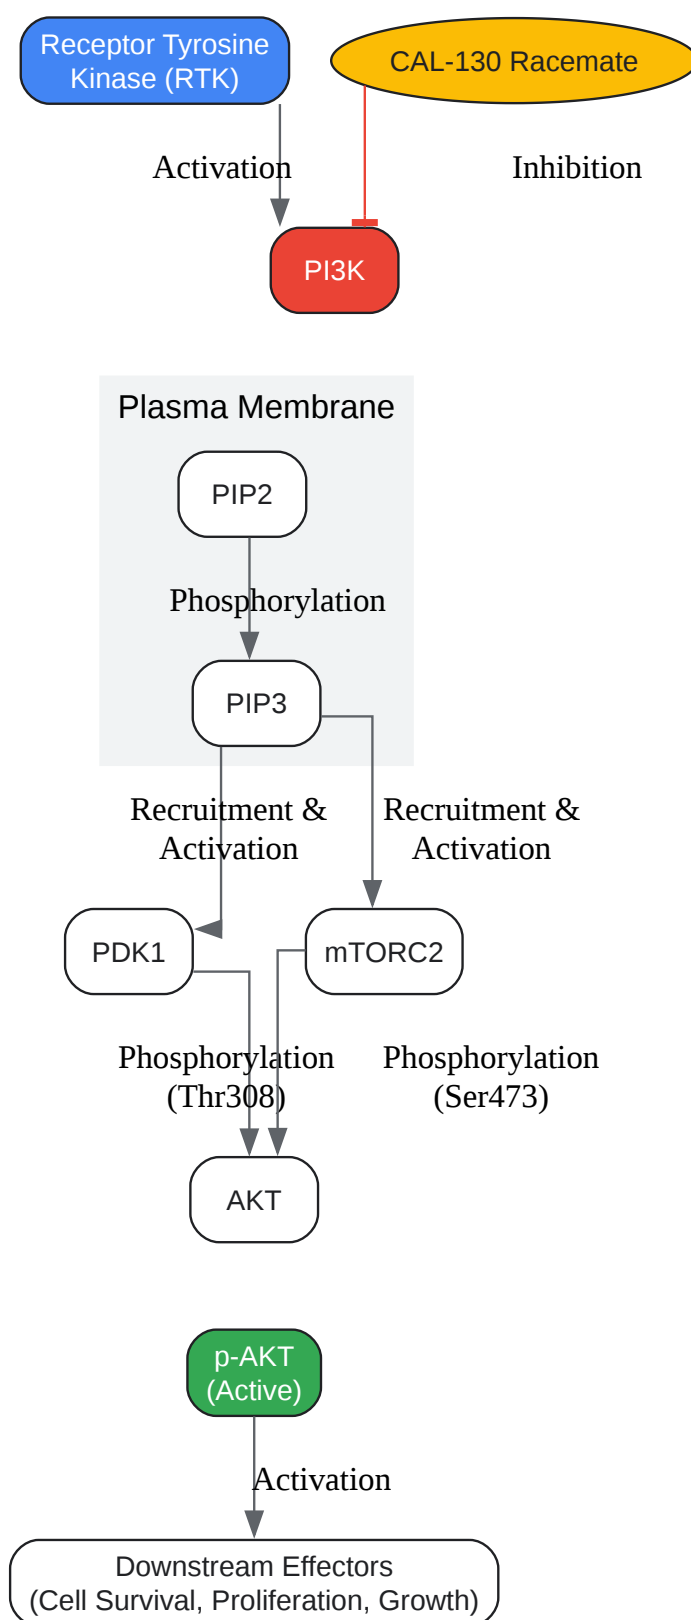 Receptor Tyrosine
Kinase (RTK)
CAL-130 Racemate
Activation
Inhibition
PI3K
Plasma Membrane
PIP2
Phosphorylation
PIP3
Recruitment &
Activation
Recruitment &
Activation
PDK1
mTORC2
Phosphorylation
(Thr308)
Phosphorylation
(Ser473)
AKT
p-AKT
(Active)
Activation
Downstream Effectors
(Cell Survival, Proliferation, Growth)